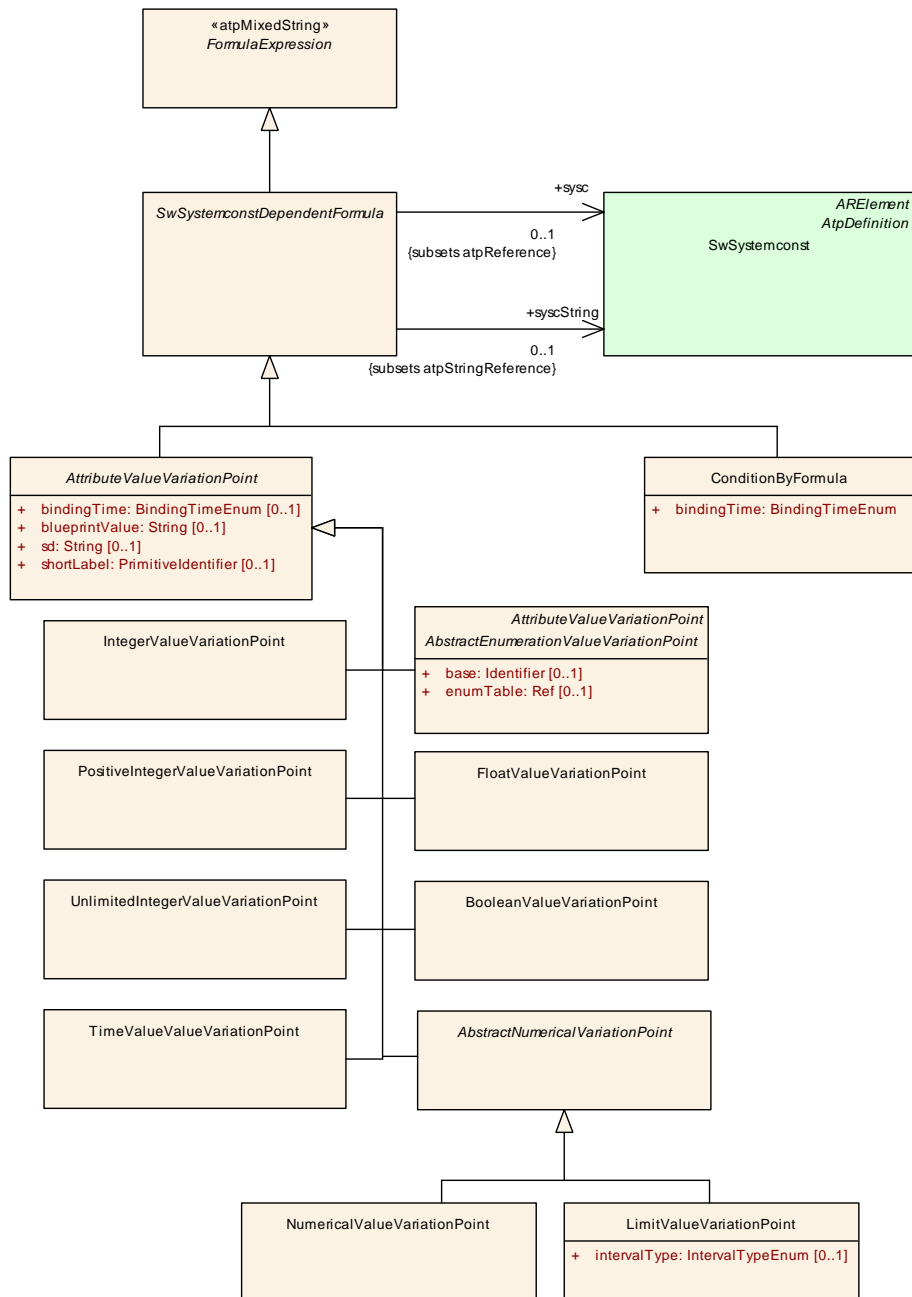 «atpMixedString»
FormulaExpression
SwSystemconstDependentFormula
+sysc
0..1
{subsets atpReference}
+syscString
0..1
{subsets atpStringReference}
ARElement
AtpDefinition
SwSystemconst
AttributeValueVariationPoint
+ bindingTime: BindingTimeEnum [0..1]
+ blueprintValue: String [0..1]
+ sd: String [0..1]
+ shortLabel: PrimitiveIdentifier [0..1]
ConditionByFormula
+ bindingTime: BindingTimeEnum
IntegerValueVariationPoint
AttributeValueVariationPoint
AbstractEnumerationValueVariationPoint
+ base: Identifier [0..1]
+ enumTable: Ref [0..1]
PositiveIntegerValueVariationPoint
FloatValueVariationPoint
UnlimitedIntegerValueVariationPoint
BooleanValueVariationPoint
TimeValueValueVariationPoint
AbstractNumericalVariationPoint
NumericalValueVariationPoint
LimitValueVariationPoint
+ intervalType: IntervalTypeEnum [0..1]